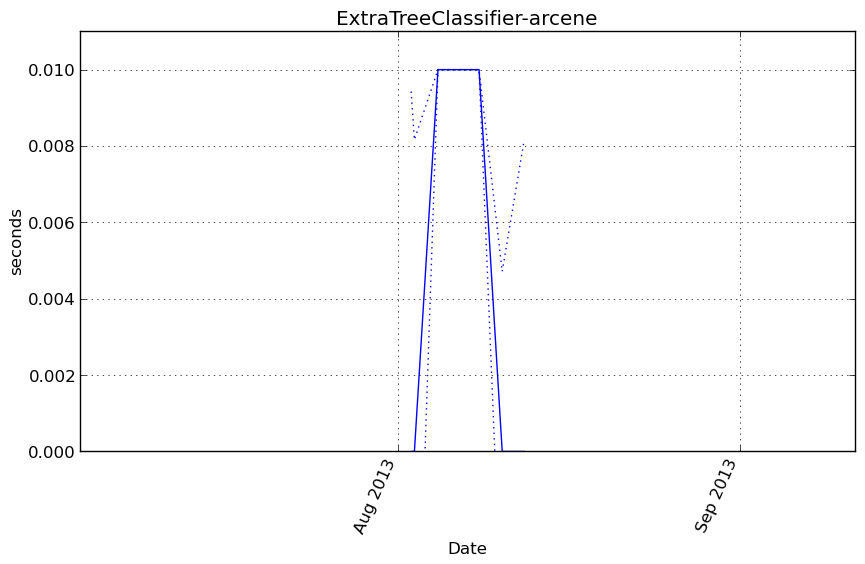 ExtraTreeClassifier-arcene
0.010
0.008
0.006
0.004
0.002
0.000
seconds
Aug 2013
Sep 2013
Date